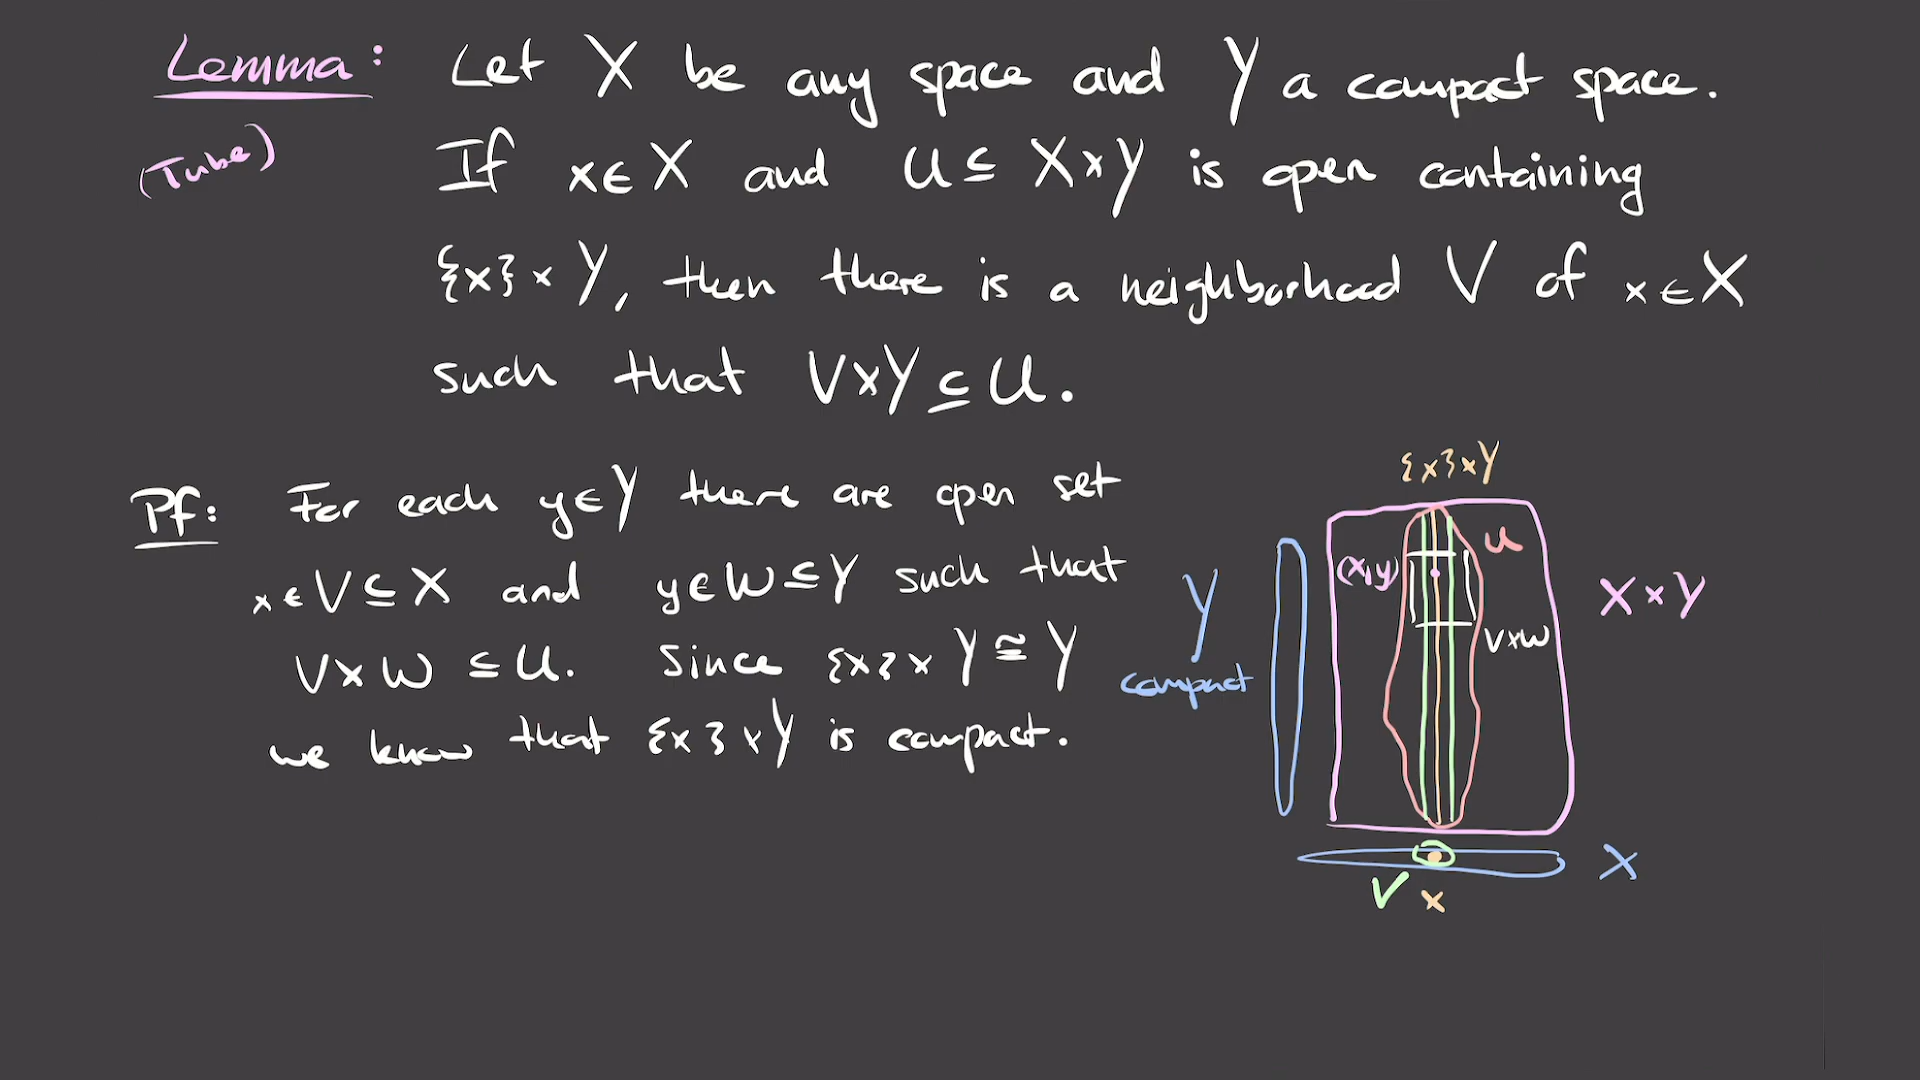 Lemma: Let X be any space and Y a compact space.
(Tube) If x ∈ X and U ⊆ X × Y is open containing
{x} × Y, then there is a neighborhood V of x ∈ X
such that V × Y ⊆ U.
Pf: For each y ∈ Y there are open set
x ∈ V ⊆ X and y ∈ W ⊆ Y such that
V × W ⊆ U. Since {x} × Y ≅ Y
we know that {x} × Y is compact.
{x} × Y
U
(x,y)
Y
X × Y
V × W
compact
X
V x